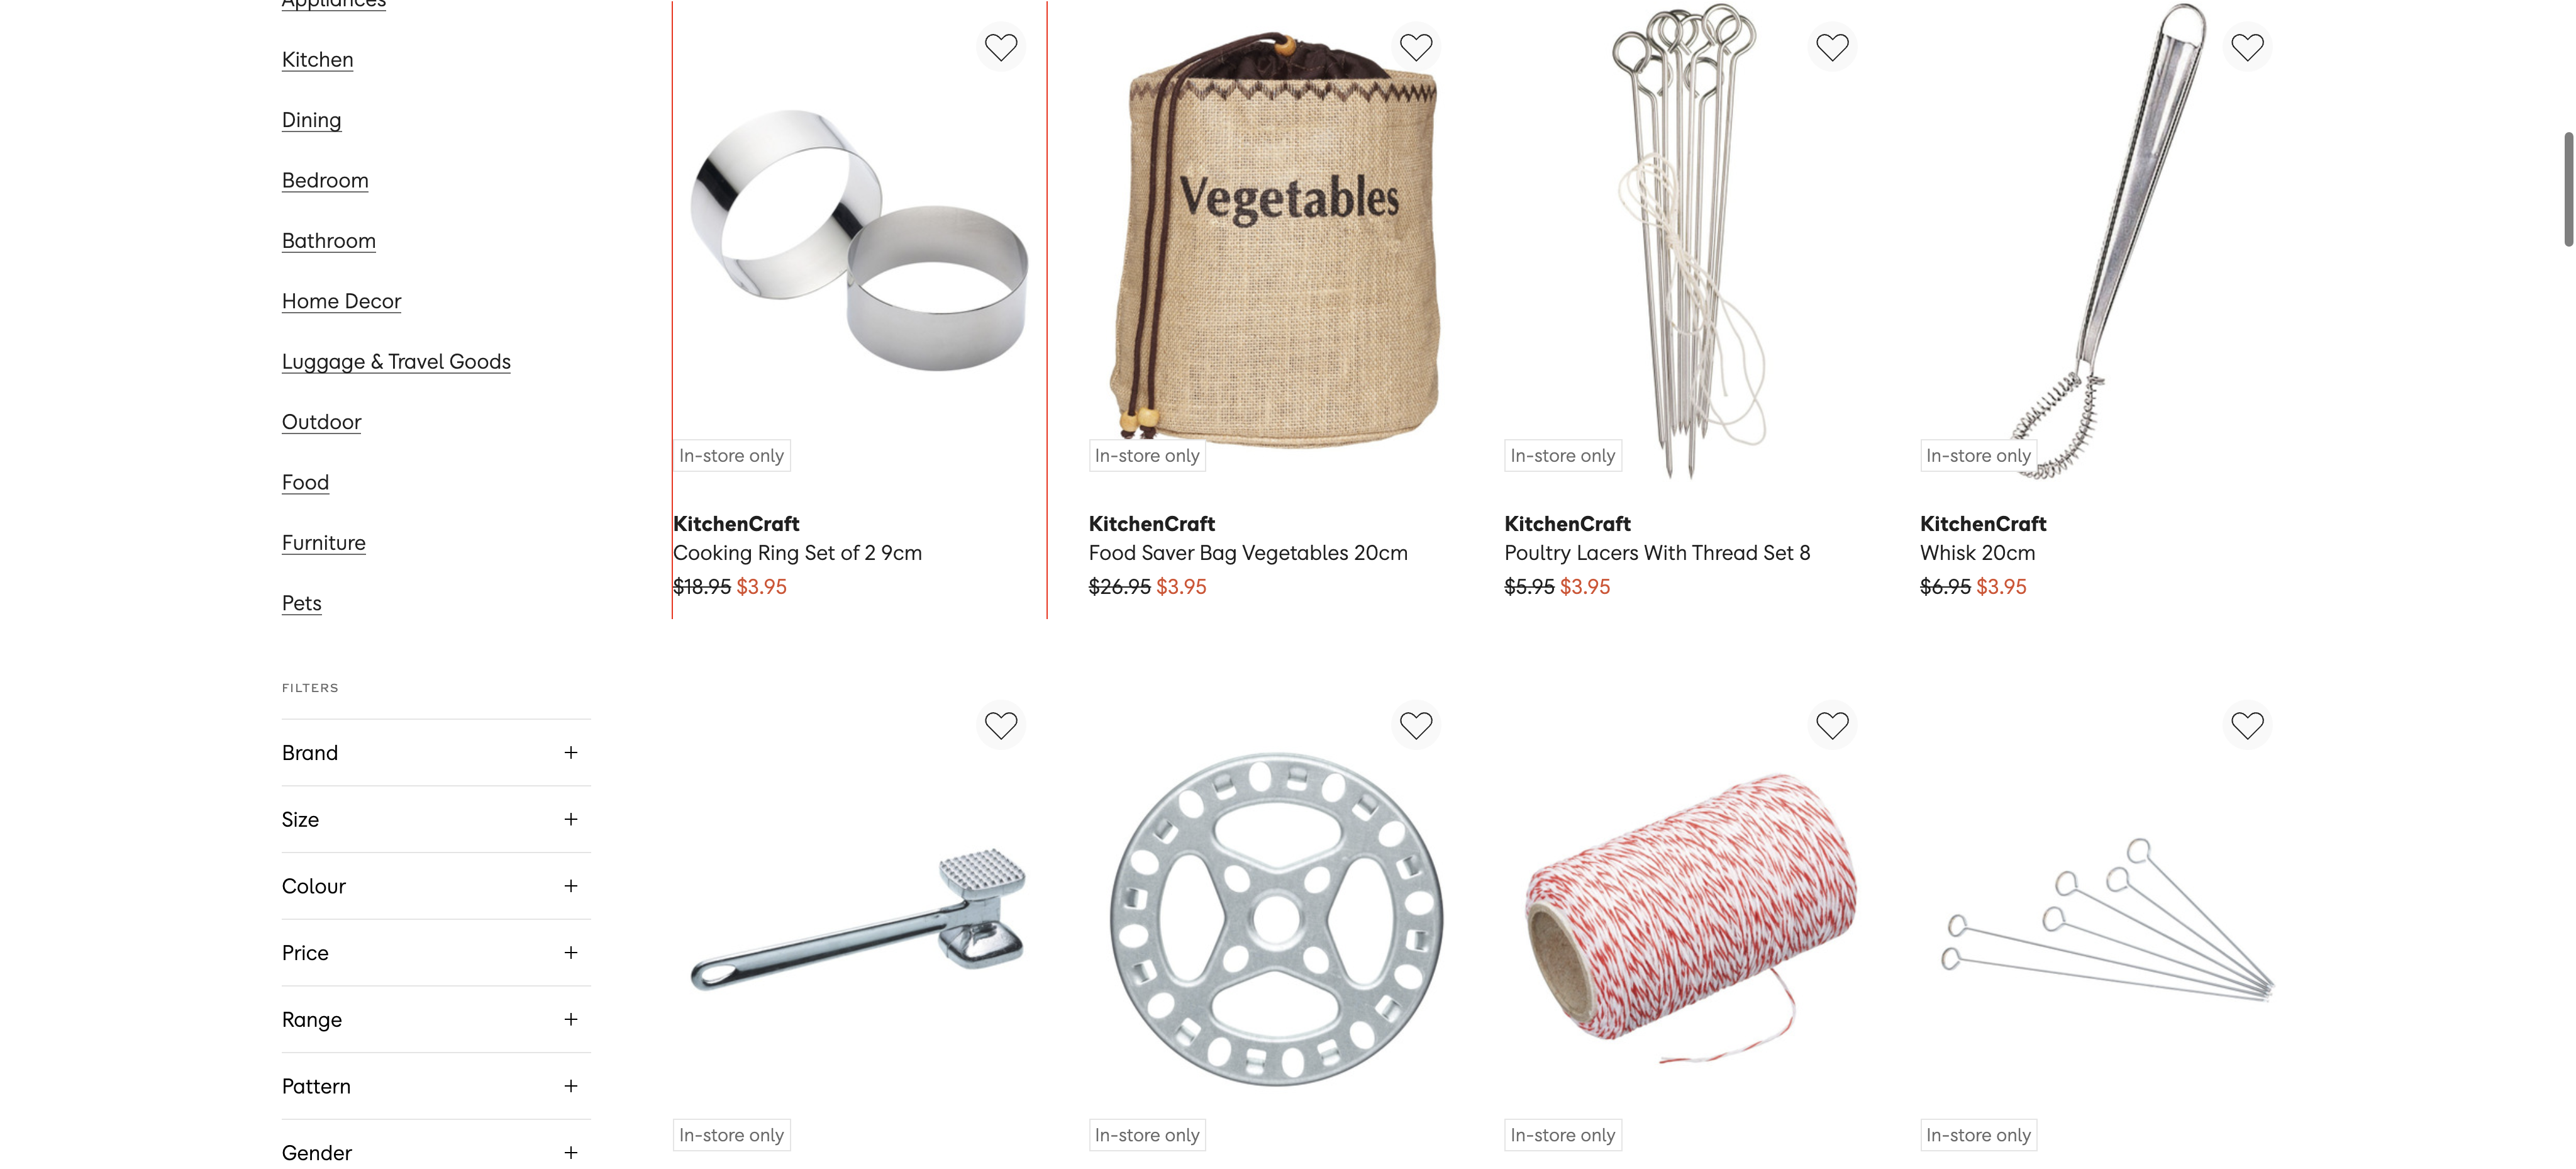 Appliances
Kitchen
Dining
Bedroom
Bathroom
Home Decor
Luggage & Travel Goods
Outdoor
Food
Furniture
Pets
FILTERS
Brand +
Size +
Colour +
Price +
Range +
Pattern +
Gender +
Vegetables
In-store only
In-store only
In-store only
In-store only
KitchenCraft
Cooking Ring Set of 2 9cm
$18.95 $3.95
KitchenCraft
Food Saver Bag Vegetables 20cm
$26.95 $3.95
KitchenCraft
Poultry Lacers With Thread Set 8
$5.95 $3.95
KitchenCraft
Whisk 20cm
$6.95 $3.95
In-store only
In-store only
In-store only
In-store only